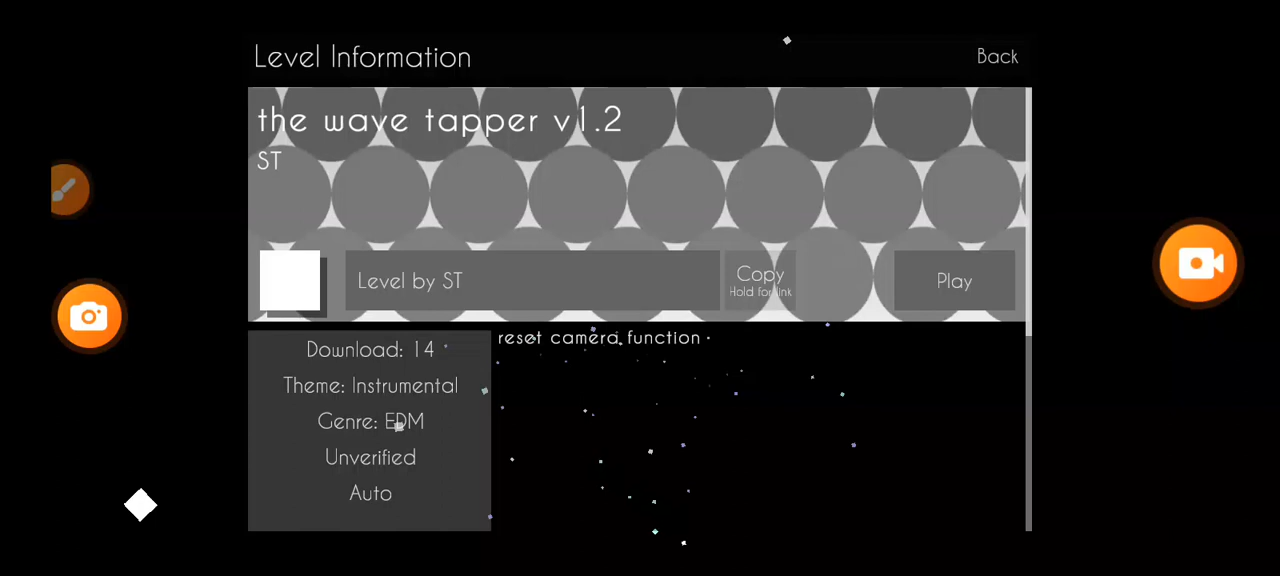 Level Information
Back
the wave tapper v1.2
ST
Level by ST
Copy
Hold for link
Play
reset camera function
Download: 14
Theme: Instrumental
Genre: EDM
Unverified
Auto